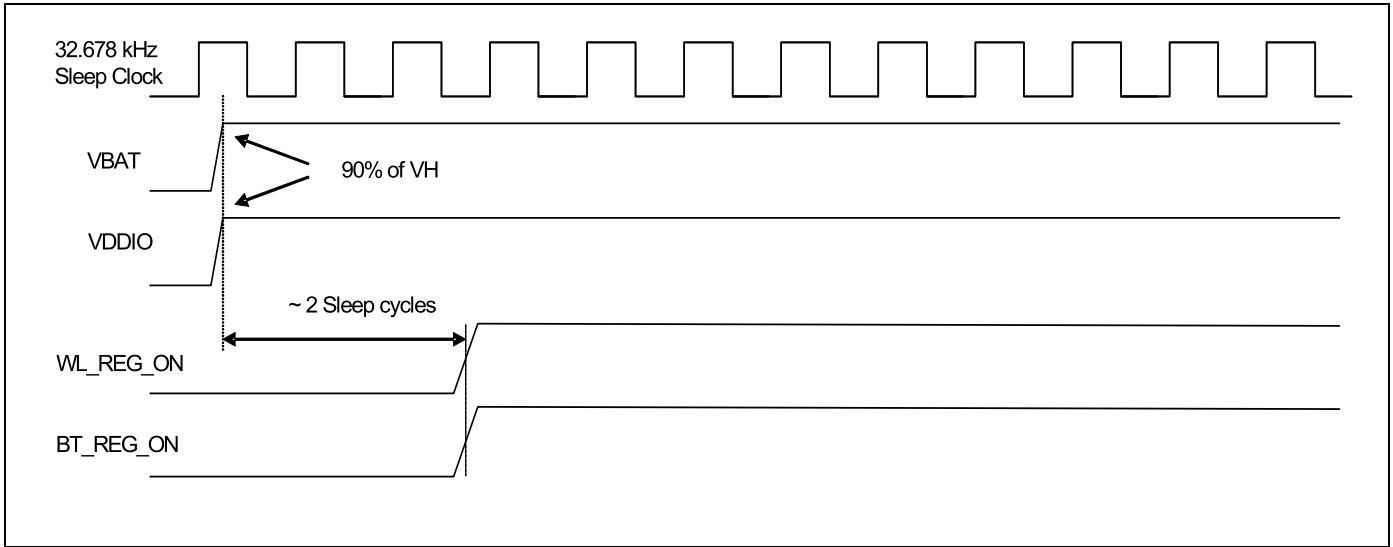 32.678 kHz
Sleep Clock
VBAT
90% of VH
VDDIO
~ 2 Sleep cycles
WL_REG_ON
BT_REG_ON